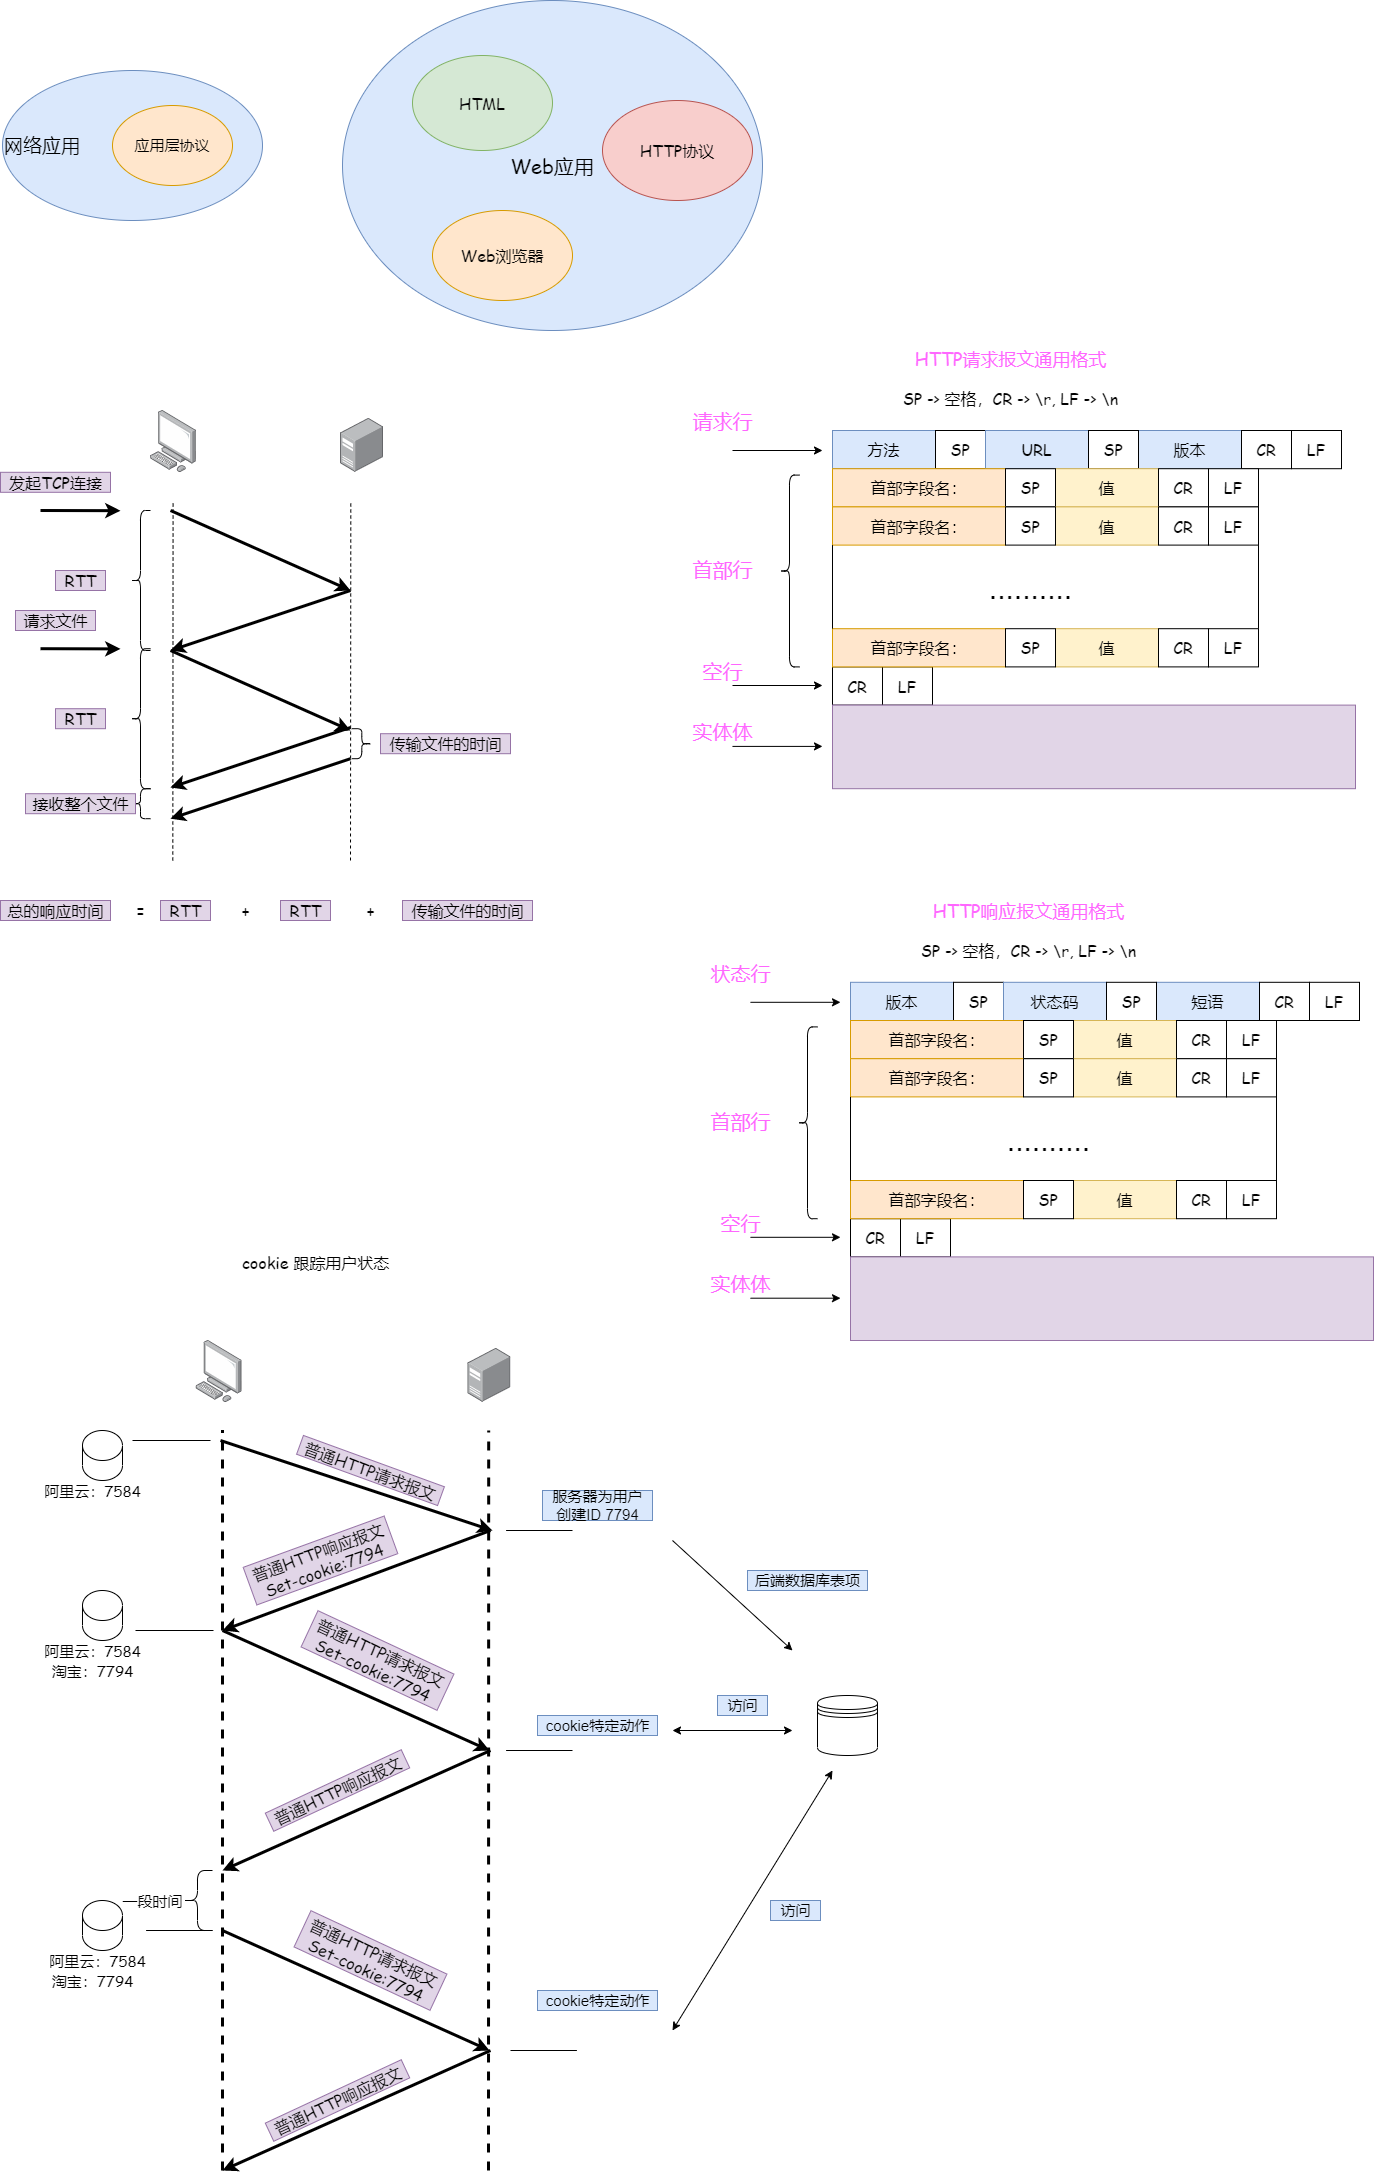 网络应用
应用层协议
HTML
HTTP协议
Web应用
Web浏览器
发起TCP连接
RTT
请求文件
RTT
传输文件的时间
接收整个文件
总的响应时间 = RTT + RTT + 传输文件的时间
HTTP请求报文通用格式
SP -> 空格，CR -> \r, LF -> \n
请求行
方法 SP URL SP 版本 CR LF
首部字段名： SP 值 CR LF
首部字段名： SP 值 CR LF
首部行
..........
首部字段名： SP 值 CR LF
空行
CR LF
实体体
HTTP响应报文通用格式
SP -> 空格，CR -> \r, LF -> \n
状态行
版本 SP 状态码 SP 短语 CR LF
首部字段名： SP 值 CR LF
首部字段名： SP 值 CR LF
首部行
..........
首部字段名： SP 值 CR LF
空行
CR LF
实体体
cookie 跟踪用户状态
普通HTTP请求报文
阿里云：7584
服务器为用户
创建ID 7794
普通HTTP响应报文
Set-cookie:7794
后端数据库表项
阿里云：7584
淘宝：7794
普通HTTP请求报文
Set-cookie:7794
cookie特定动作
访问
普通HTTP响应报文
一段时间
阿里云：7584
淘宝：7794
普通HTTP请求报文
Set-cookie:7794
访问
cookie特定动作
普通HTTP响应报文